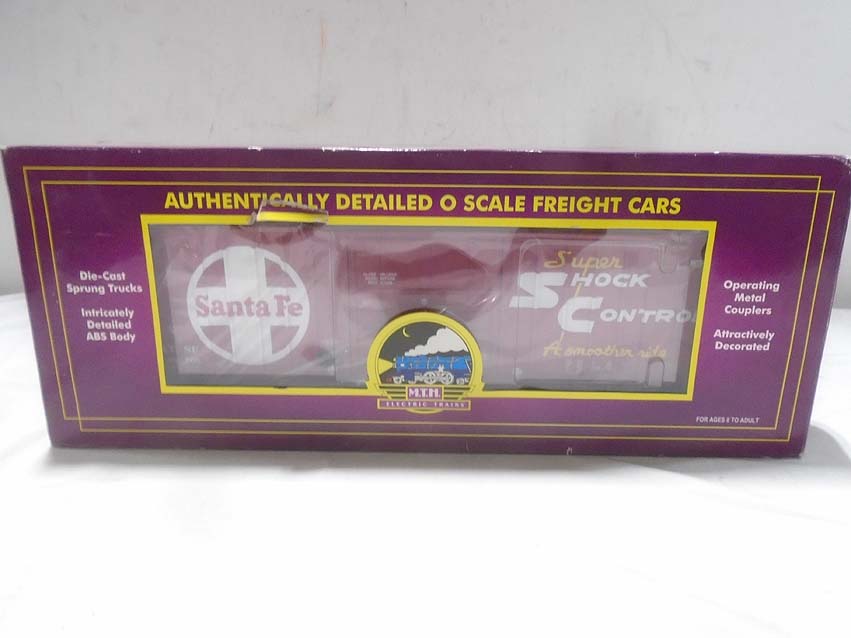 AUTHENTICALLY DETAILED O SCALE FREIGHT CARS
Die-Cast
Sprung Trucks
Intricately
Detailed
ABS Body
Santa Fe
Super
SHOCK
CONTRO
A smoother ride
Operating
Metal
Couplers
Attractively
Decorated
M.T.H.
ELECTRIC TRAINS
FOR AGES 8 TO ADULT